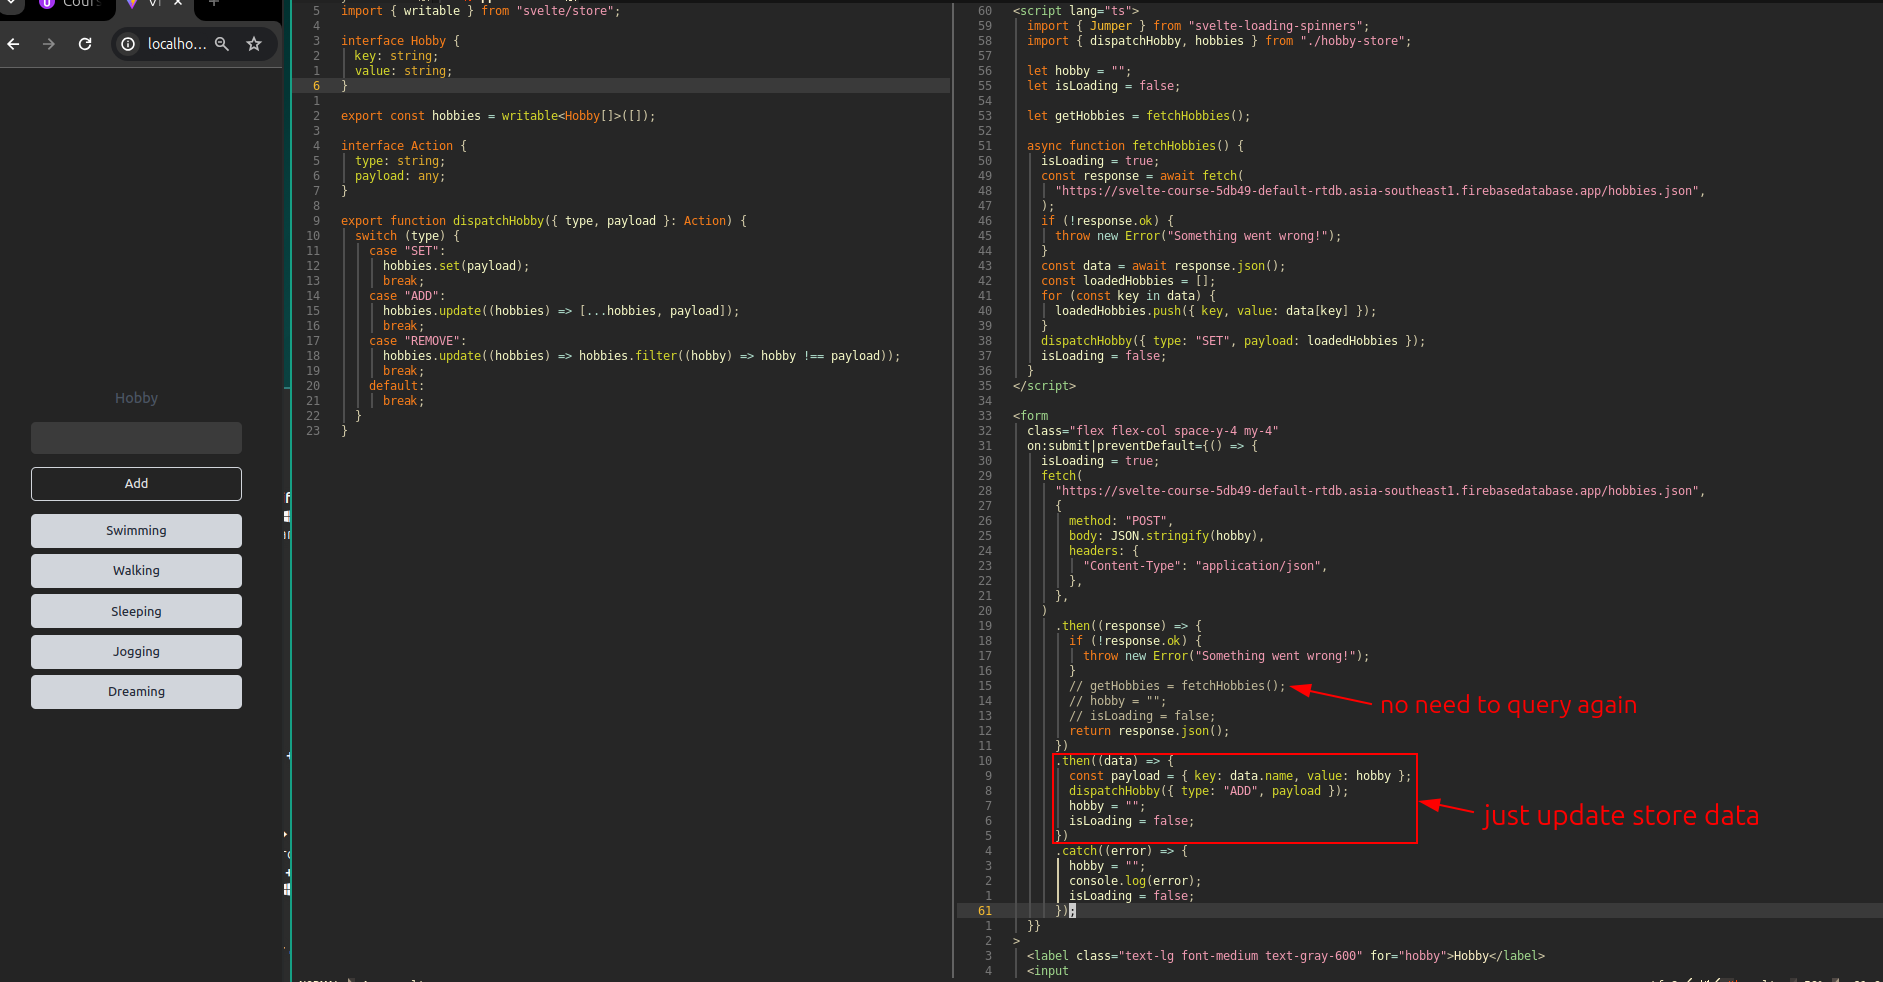 Cours
localho...
Hobby
Add
Swimming
Walking
Sleeping
Jogging
Dreaming
5 import { writable } from "svelte/store";
4
3 interface Hobby {
2 key: string;
1 value: string;
6 }
1
2 export const hobbies = writable<Hobby[]>([]);
3
4 interface Action {
5 type: string;
6 payload: any;
7 }
8
9 export function dispatchHobby({ type, payload }: Action) {
10 switch (type) {
11 case "SET":
12 hobbies.set(payload);
13 break;
14 case "ADD":
15 hobbies.update((hobbies) => [...hobbies, payload]);
16 break;
17 case "REMOVE":
18 hobbies.update((hobbies) => hobbies.filter((hobby) => hobby !== payload));
19 break;
20 default:
21 break;
22 }
23 }
60 <script lang="ts">
59 import { Jumper } from "svelte-loading-spinners";
58 import { dispatchHobby, hobbies } from "./hobby-store";
57
56 let hobby = "";
55 let isLoading = false;
54
53 let getHobbies = fetchHobbies();
52
51 async function fetchHobbies() {
50 isLoading = true;
49 const response = await fetch(
48 "https://svelte-course-5db49-default-rtdb.asia-southeast1.firebasedatabase.app/hobbies.json",
47 );
46 if (!response.ok) {
45 throw new Error("Something went wrong!");
44 }
43 const data = await response.json();
42 const loadedHobbies = [];
41 for (const key in data) {
40 loadedHobbies.push({ key, value: data[key] });
39 }
38 dispatchHobby({ type: "SET", payload: loadedHobbies });
37 isLoading = false;
36 }
35 </script>
34
33 <form
32 class="flex flex-col space-y-4 my-4"
31 on:submit|preventDefault={() => {
30 isLoading = true;
29 fetch(
28 "https://svelte-course-5db49-default-rtdb.asia-southeast1.firebasedatabase.app/hobbies.json",
27 {
26 method: "POST",
25 body: JSON.stringify(hobby),
24 headers: {
23 "Content-Type": "application/json",
22 },
21 },
20 )
19 .then((response) => {
18 if (!response.ok) {
17 throw new Error("Something went wrong!");
16 }
15 // getHobbies = fetchHobbies();
no need to query again
14 // hobby = "";
13 // isLoading = false;
12 return response.json();
11 })
10 .then((data) => {
9 const payload = { key: data.name, value: hobby };
8 dispatchHobby({ type: "ADD", payload });
7 hobby = "";
just update store data
6 isLoading = false;
5 })
4 .catch((error) => {
3 hobby = "";
2 console.log(error);
1 isLoading = false;
61 });
1 }}
2 >
3 <label class="text-lg font-medium text-gray-600" for="hobby">Hobby</label>
4 <input